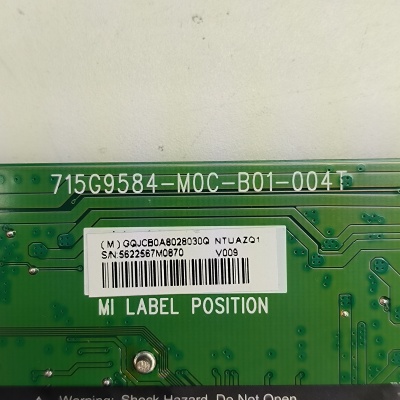 715G9584-M0C-B01-004T
(M)GQJCB0A8028030Q NTUAZQ1
S/N:5622567M0870 V009
MI LABEL POSITION
Warning: Shock Hazard Do Not Open